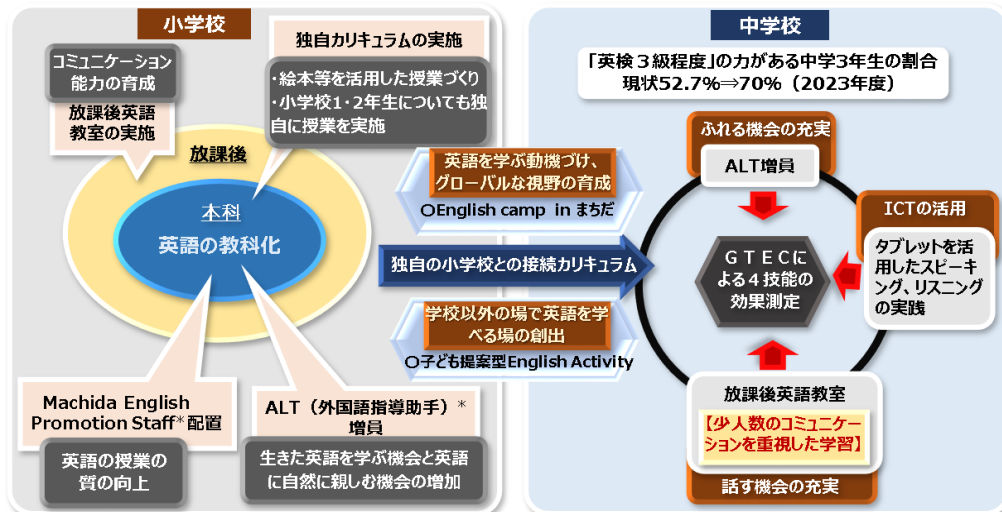 小学校
コミュニケーション
能力の育成
放課後英語
教室の実施
独自カリキュラムの実施
・絵本等を活用した授業づくり
・小学校1・2年生についても独
自に授業を実施
放課後
本科
英語の教科化
Machida English
Promotion Staff*配置
英語の授業の
質の向上
ALT（外国語指導助手）*
増員
生きた英語を学ぶ機会と英語
に自然に親しむ機会の増加
英語を学ぶ動機づけ、
グローバルな視野の育成
〇English camp in まちだ
独自の小学校との接続カリキュラム
学校以外の場で英語を学
べる場の創出
〇子ども提案型English Activity
中学校
「英検３級程度」の力がある中学3年生の割合
現状52.7%⇒70%（2023年度）
ふれる機会の充実
ALT増員
ICTの活用
タブレットを活
用したスピーキ
ング、リスニング
の実践
ＧＴＥＣに
よる４技能の
効果測定
放課後英語教室
【少人数のコミュニケー
ションを重視した学習】
話す機会の充実